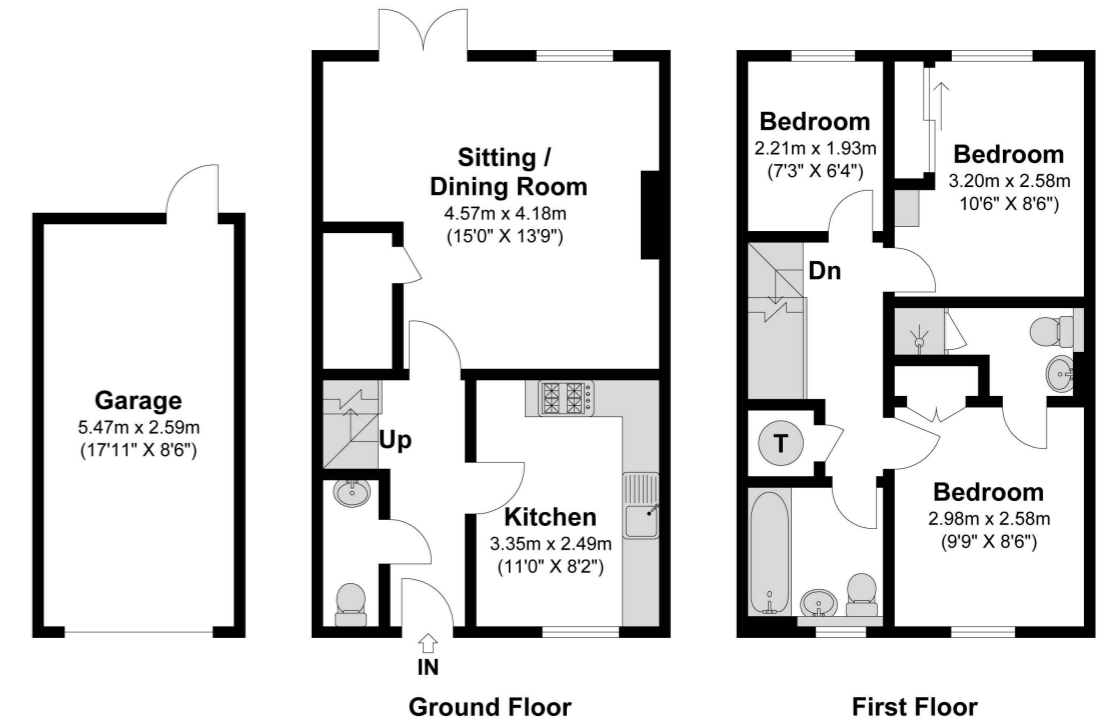 Garage
5.47m x 2.59m
(17'11" X 8'6")
Sitting /
Dining Room
4.57m x 4.18m
(15'0" X 13'9")
Up
Kitchen
3.35m x 2.49m
(11'0" X 8'2")
IN
Ground Floor
Bedroom
2.21m x 1.93m
(7'3" X 6'4")
Bedroom
3.20m x 2.58m
10'6" X 8'6")
Dn
T
Bedroom
2.98m x 2.58m
(9'9" X 8'6")
First Floor